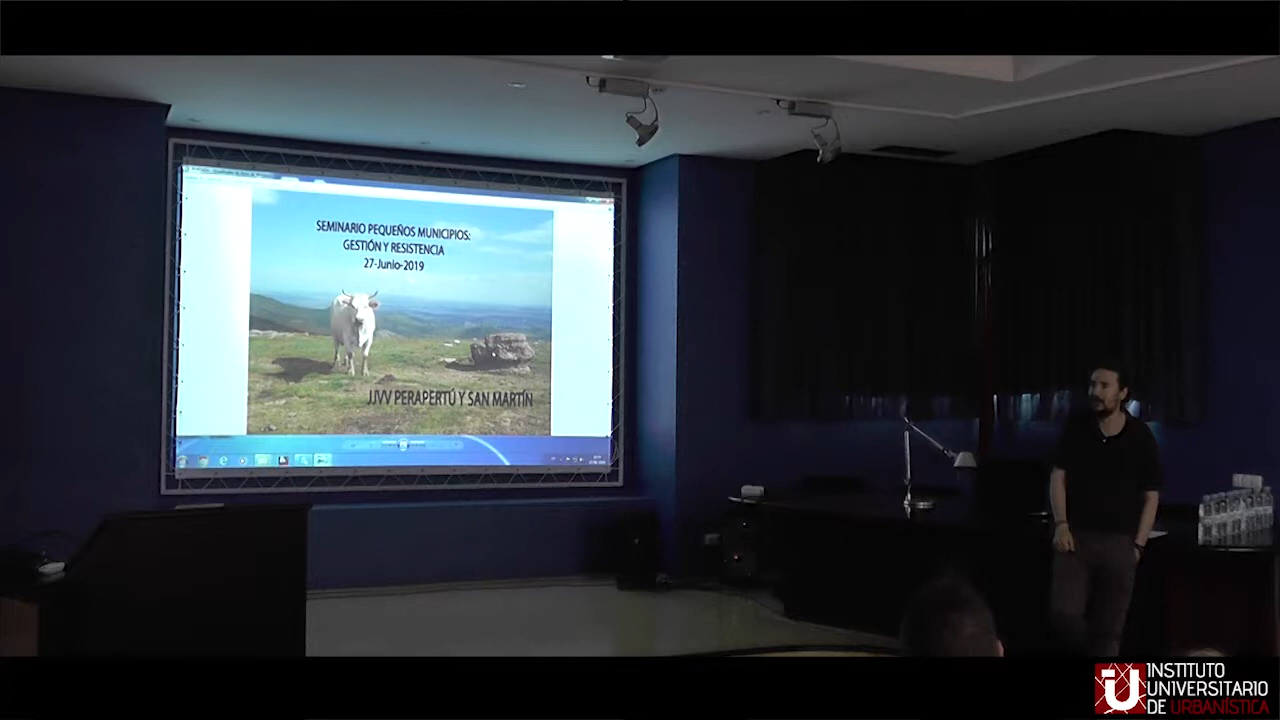 SEMINARIO PEQUEÑOS MUNICIPIOS:
GESTIÓN Y RESISTENCIA
27-Junio-2019
JJVV PERAPERTÚ Y SAN MARTÍN
INSTITUTO
UNIVERSITARIO
DE URBANÍSTICA